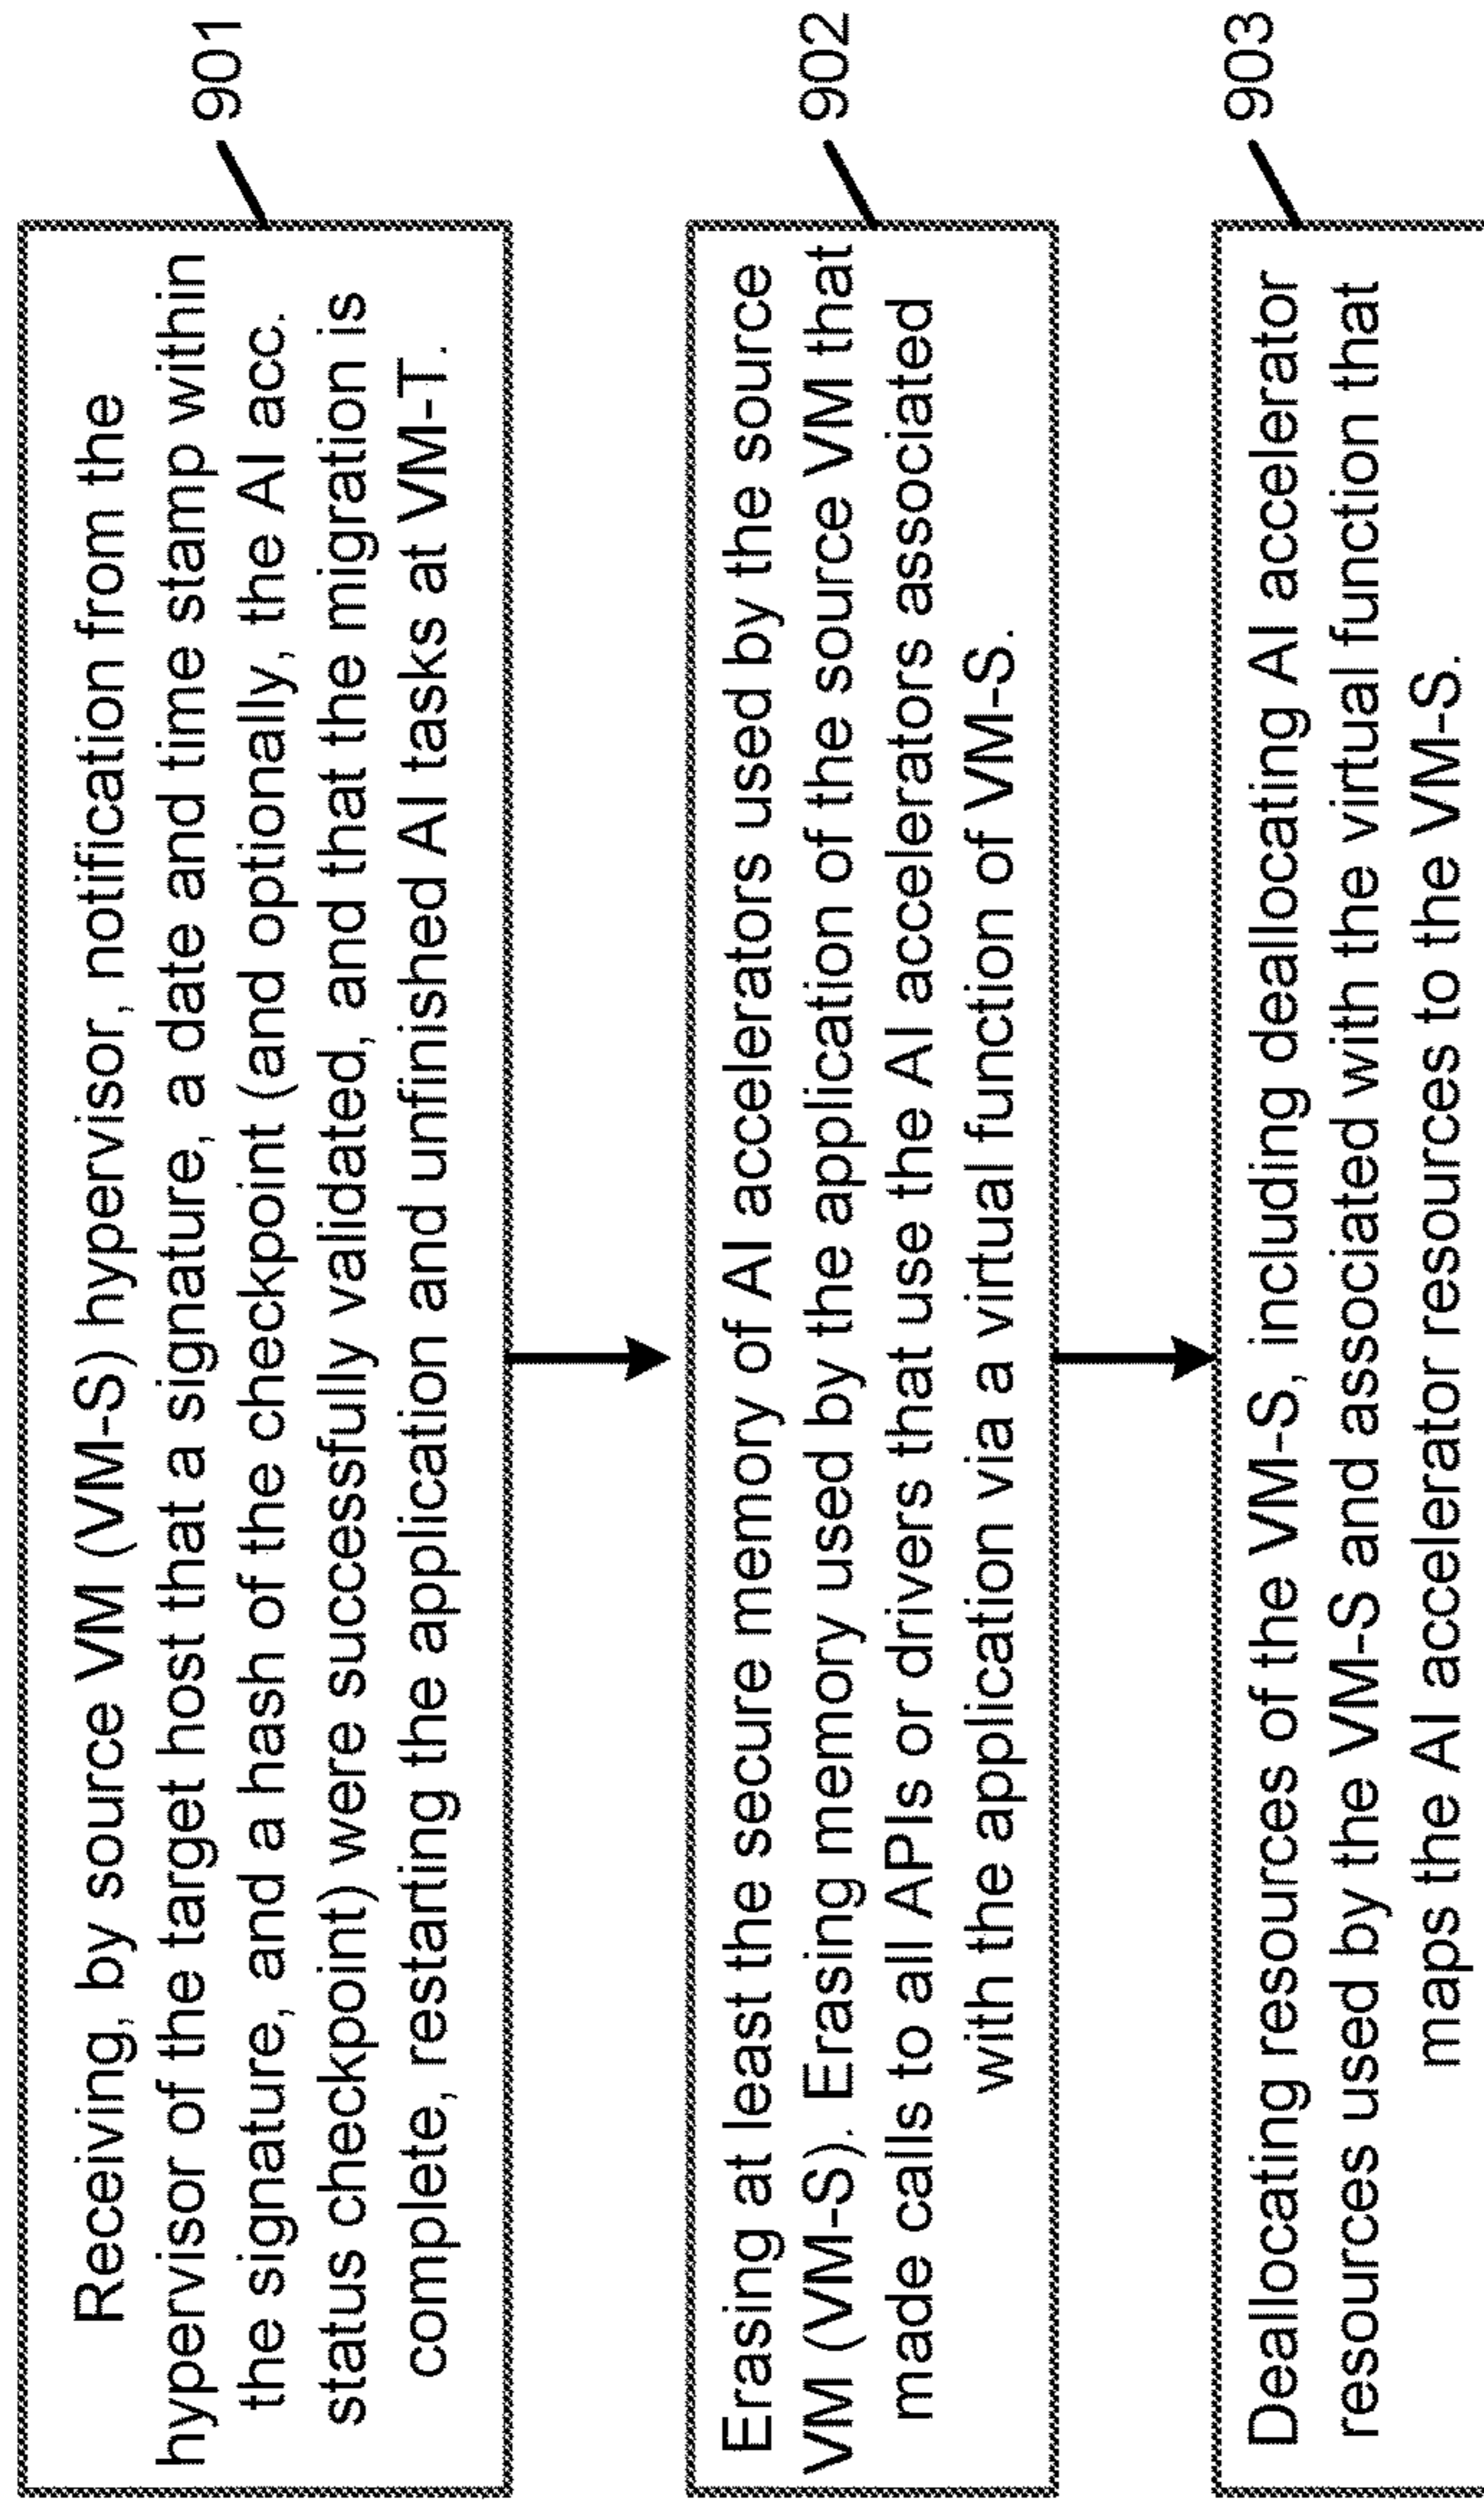 Receiving, by source VM (VM-S) hypervisor, notification from the
hypervisor of the target host that a signature, a date and time stamp within
the signature, and a hash of the checkpoint (and optionally, the AI acc.
status checkpoint) were successfully validated, and that the migration is
complete, restarting the application and unfinished AI tasks at VM-T.
901
Erasing at least the secure memory of AI accelerators used by the source
VM (VM-S). Erasing memory used by the application of the source VM that
made calls to all APIs or drivers that use the AI accelerators associated
with the application via a virtual function of VM-S.
902
Deallocating resources of the VM-S, including deallocating AI accelerator
resources used by the VM-S and associated with the virtual function that
maps the AI accelerator resources to the VM-S.
903